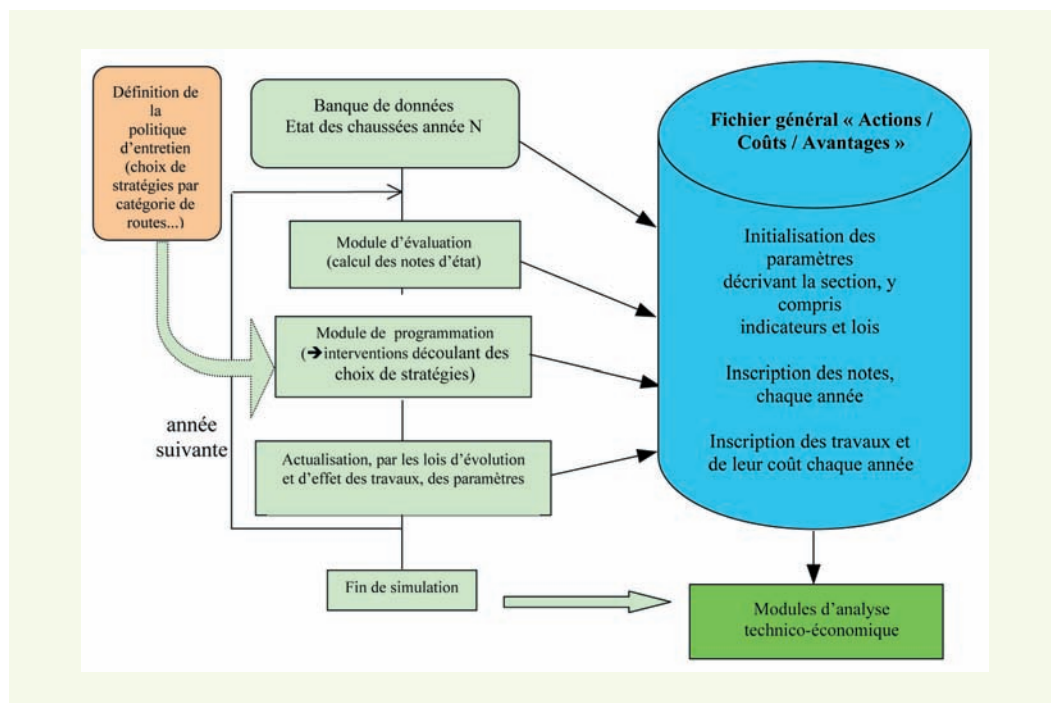 Définition de
la
politique
d'entretien
(choix de
stratégies par
catégorie de
routes...)
Banque de données
Etat des chaussées année N
Module d'évaluation
(calcul des notes d'état)
Module de programmation
(➔interventions découlant des
choix de stratégies)
année
suivante
Actualisation, par les lois d'évolution
et d'effet des travaux, des paramètres
Fin de simulation
Fichier général « Actions /
Coûts / Avantages »
Initialisation des
paramètres
décrivant la section, y
compris
indicateurs et lois
Inscription des notes,
chaque année
Inscription des travaux et
de leur coût chaque année
Modules d'analyse
technico-économique